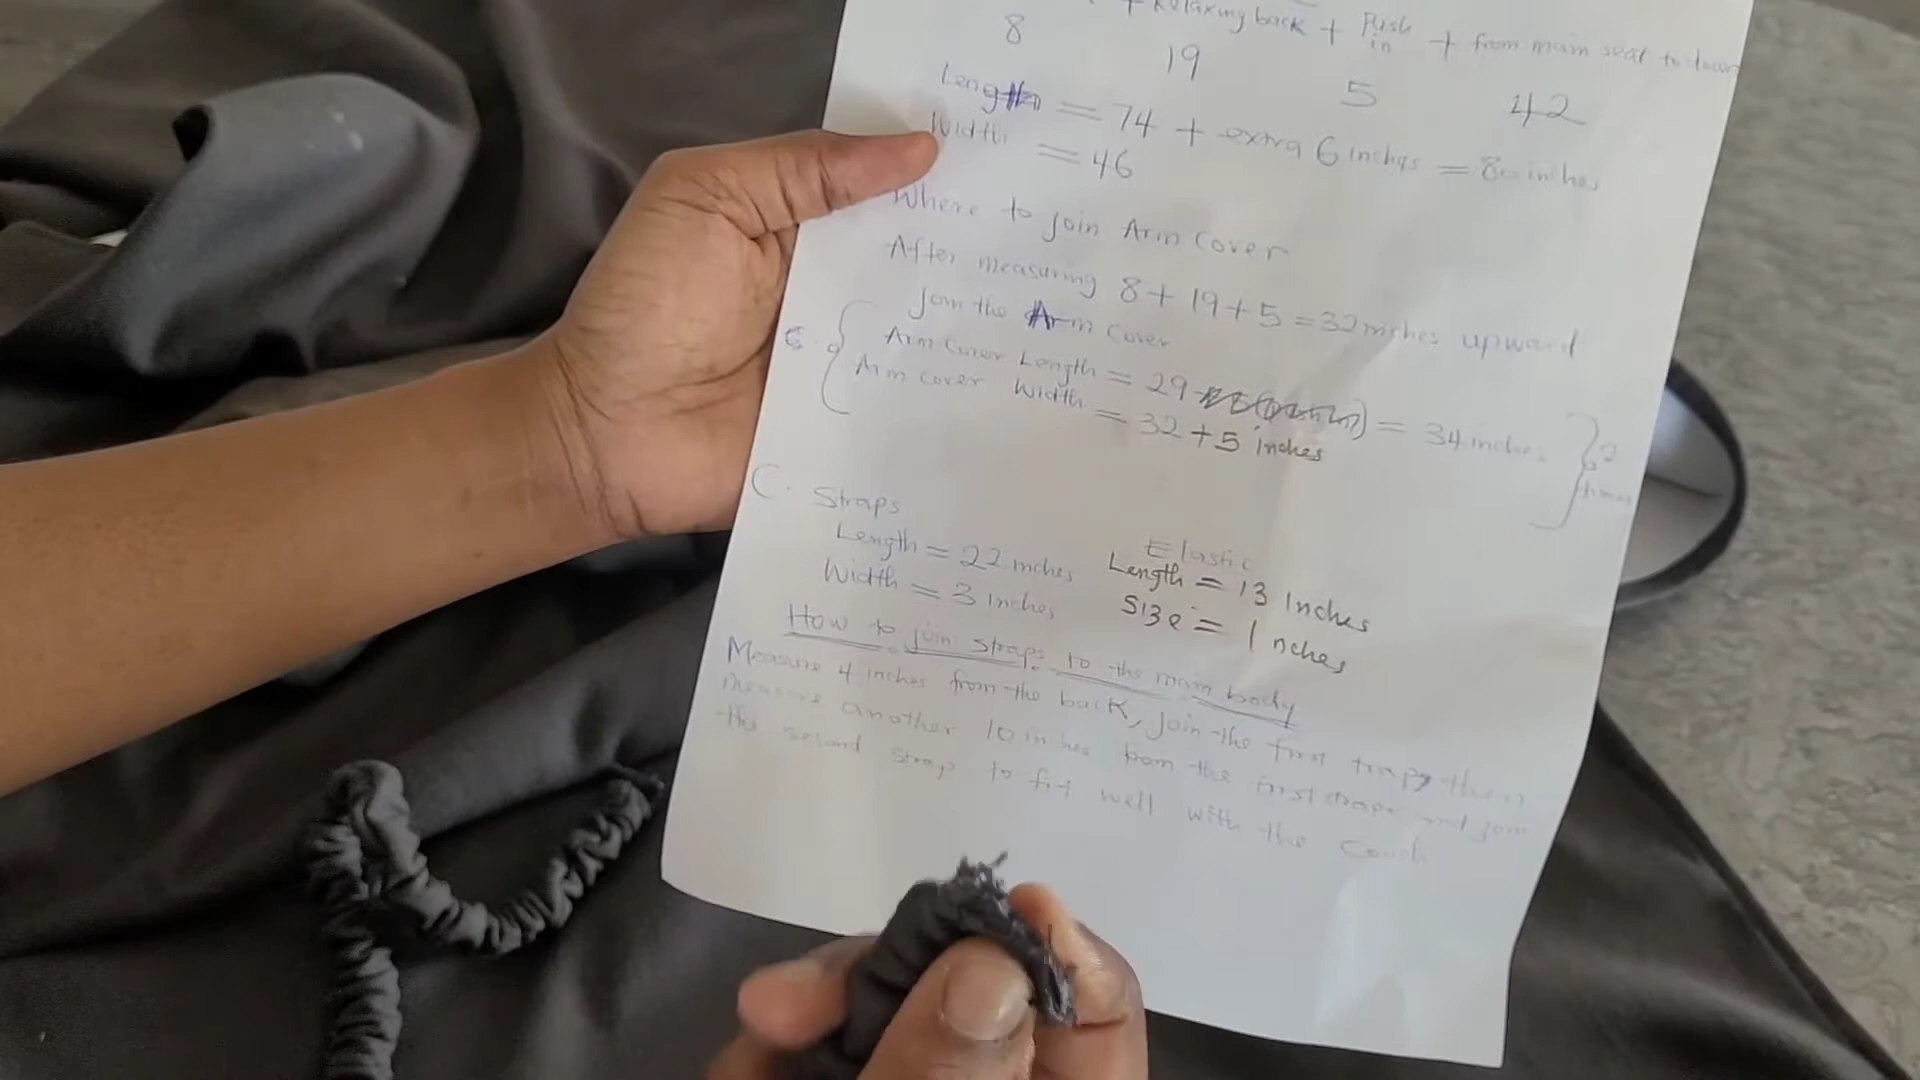 + Relaxing back + Push in + from main seat to down
8 19 5 42
Length = 74 + extra 6 inches = 80 inches
Width = 46
Where to join Arm Cover
After measuring 8 + 19 + 5 = 32 inches upward
Join the Arm Cover
Arm Cover Length = 29 = 34 inches
Arm Cover Width = 32 + 5 inches
2 times
C. Straps
Length = 22 inches
Width = 3 inches
Elastic
Length = 13 Inches
Size = 1 nches
How to join straps to the main body
Measure 4 inches from the back, join the first trap, then
measure another 10 inches from the first strap and join
the second strap to fit well with the couch